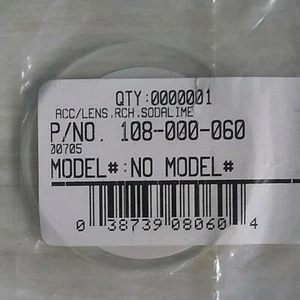 QTY:0000001
ACC/LENS,RCH,SODALIME
P/NO. 108-000-060
00705
MODEL#:NO MODEL#
0 38739 08060 4